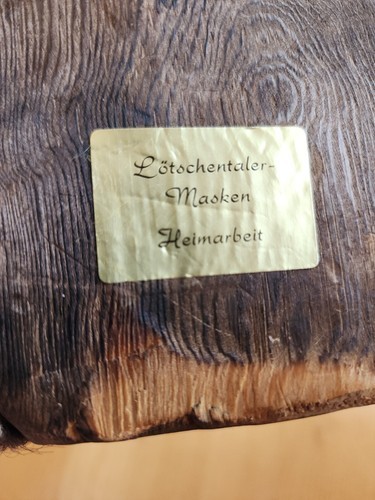 Lötschentaler-
Masken
Heimarbeit